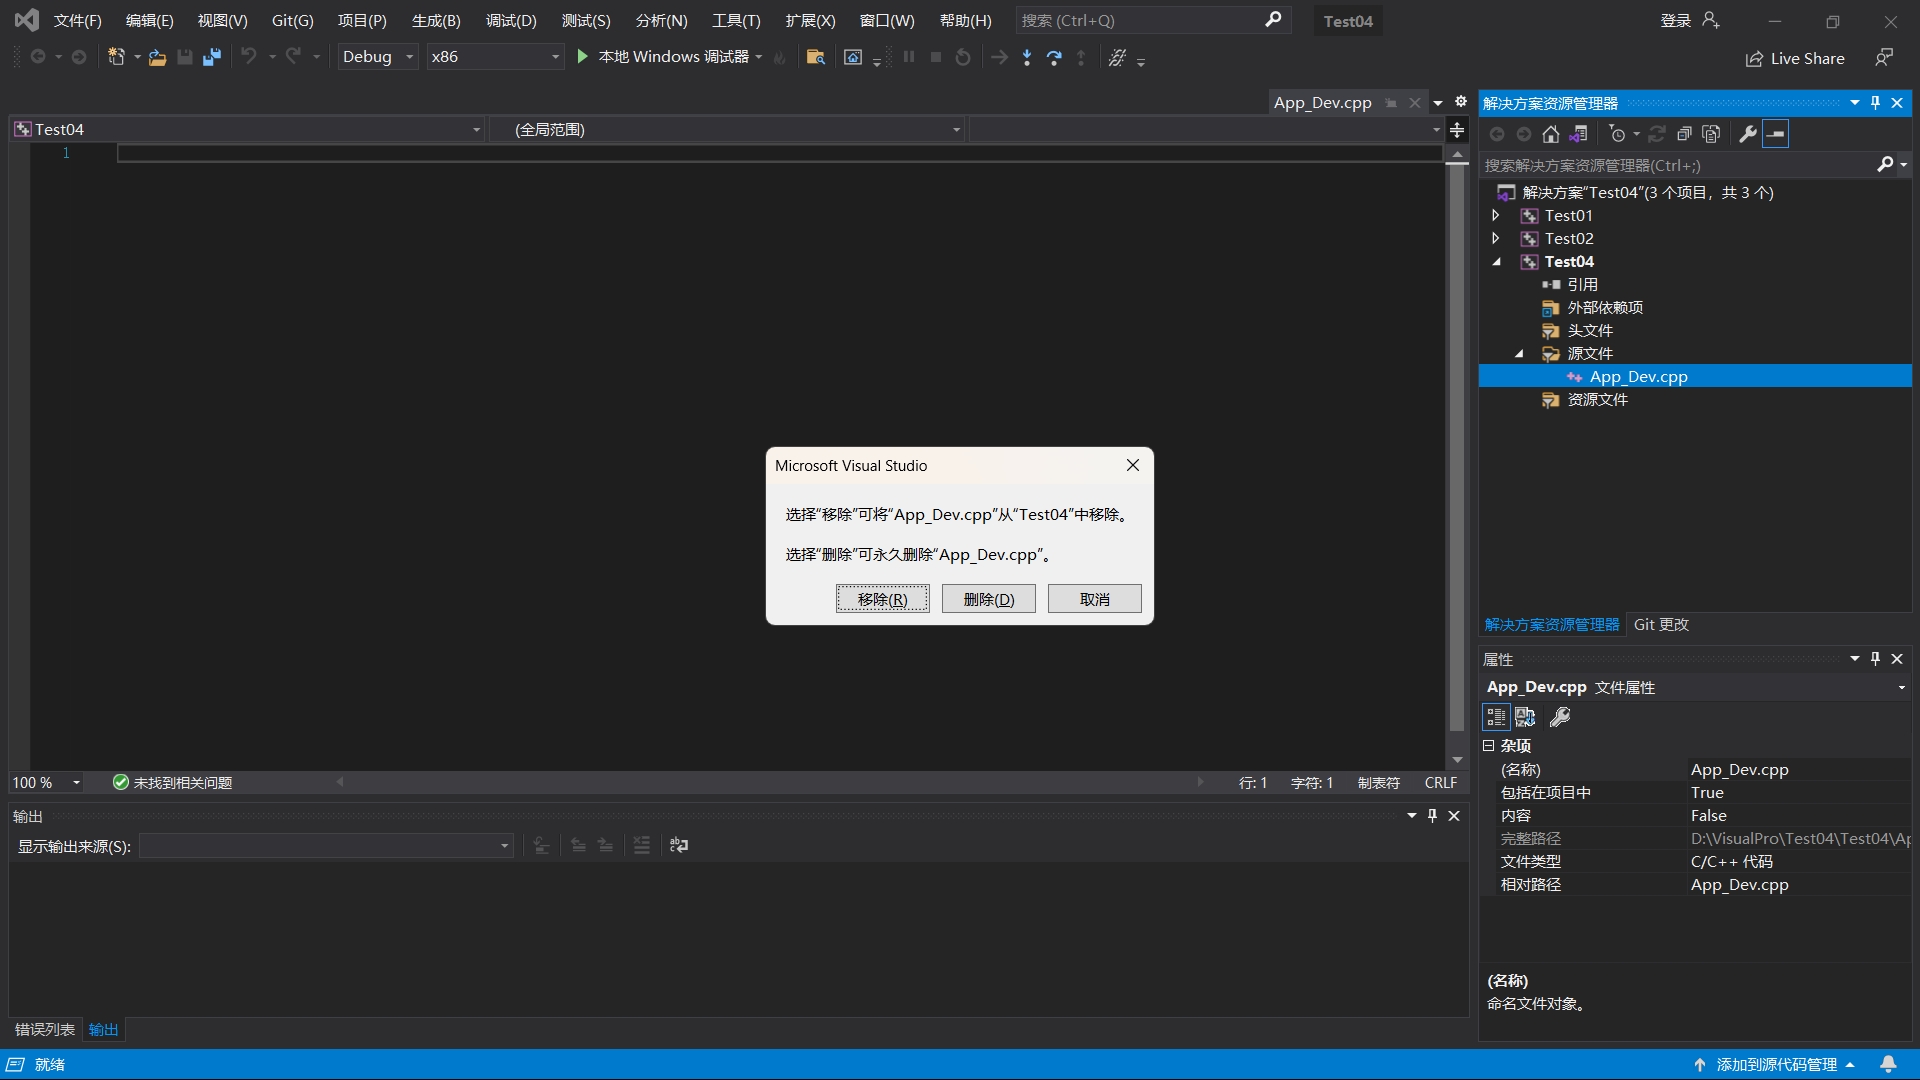 文件(F) 编辑(E) 视图(V) Git(G) 项目(P) 生成(B) 调试(D) 测试(S) 分析(N) 工具(T) 扩展(X) 窗口(W) 帮助(H) 搜索 (Ctrl+Q) Test04 登录
Debug x86 本地 Windows 调试器 Live Share
App_Dev.cpp
Test04 (全局范围)
1
100 % 未找到相关问题 行: 1 字符: 1 制表符 CRLF
输出
显示输出来源(S):
错误列表 输出
就绪 添加到源代码管理
Microsoft Visual Studio
选择“移除”可将“App_Dev.cpp”从“Test04”中移除。
选择“删除”可永久删除“App_Dev.cpp”。
移除(R) 删除(D) 取消
解决方案资源管理器
搜索解决方案资源管理器(Ctrl+;)
解决方案“Test04”(3 个项目，共 3 个)
Test01
Test02
Test04
引用
外部依赖项
头文件
源文件
App_Dev.cpp
资源文件
解决方案资源管理器 Git 更改
属性
App_Dev.cpp 文件属性
杂项
(名称) App_Dev.cpp
包括在项目中 True
内容 False
完整路径 D:\VisualPro\Test04\Test04\Ap
文件类型 C/C++ 代码
相对路径 App_Dev.cpp
(名称)
命名文件对象。